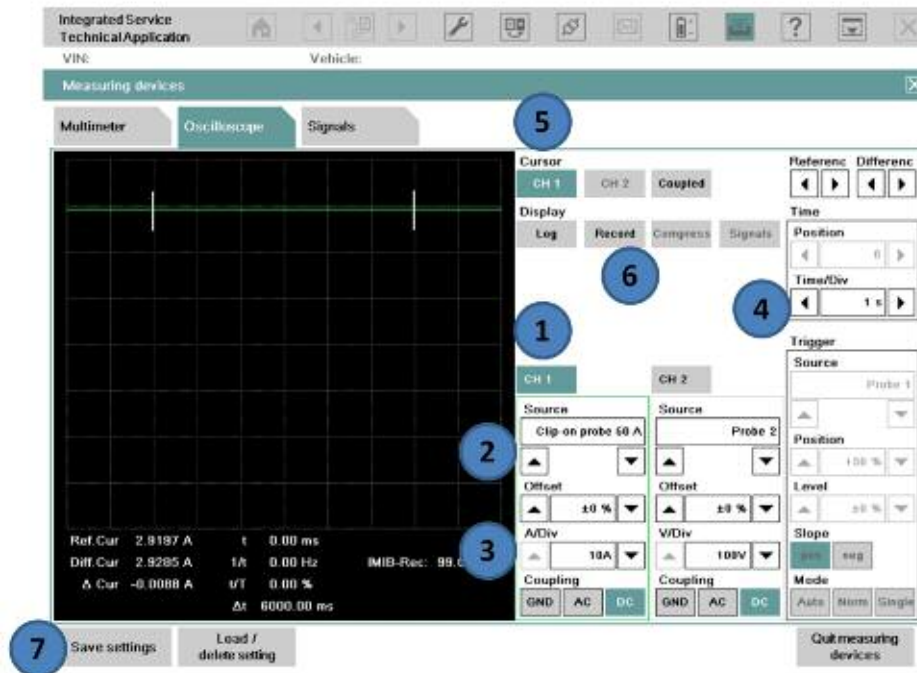 Integrated Service
Technical Application
VIN: Vehicle:
Measuring devices
Multimeter Oscilloscope Signals
5
Cursor Referenc Differenc
CH 1 CH 2 Coupled
Display Time
Log Record Compress Signals Position
0
6
Time/Div
4 1 s
1
Trigger
Source
CH 1 CH 2 Probe 1
Source Source
Clip-on probe 50 A Probe 2
2
Position
Offset Offset
±0 % ±0 %
Level
±0 %
A/Div V/Div Slope
3 10A 100V pos neg
Coupling Coupling Mode
GND AC DC GND AC DC Auto Norm Single
Ref.Cur 2.9187 A t 0.00 ms
Diff.Cur 2.9285 A 1/t 0.00 Hz IMIB-Rec: 99.
Δ Cur -0.0088 A t/T 0.00 %
Δt 6000.00 ms
7 Save settings Load /
delete setting
Quit measuring
devices